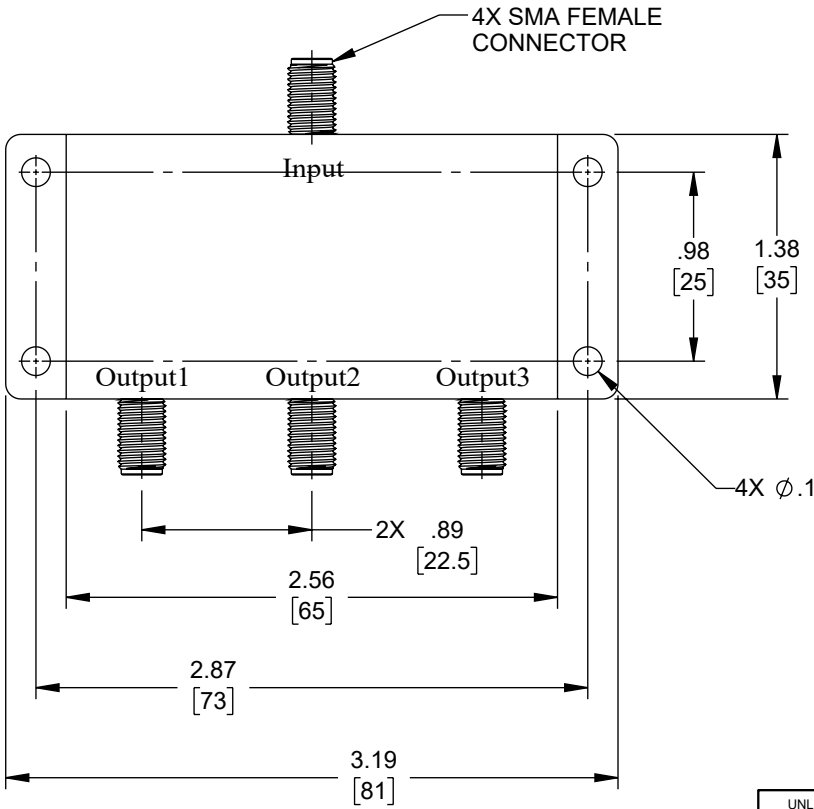 4X SMA FEMALE
CONNECTOR
Input
.98
[25]
1.38
[35]
Output1 Output2 Output3
4X ⌀.1
2X .89
[22.5]
2.56
[65]
2.87
[73]
3.19
[81]
UNL